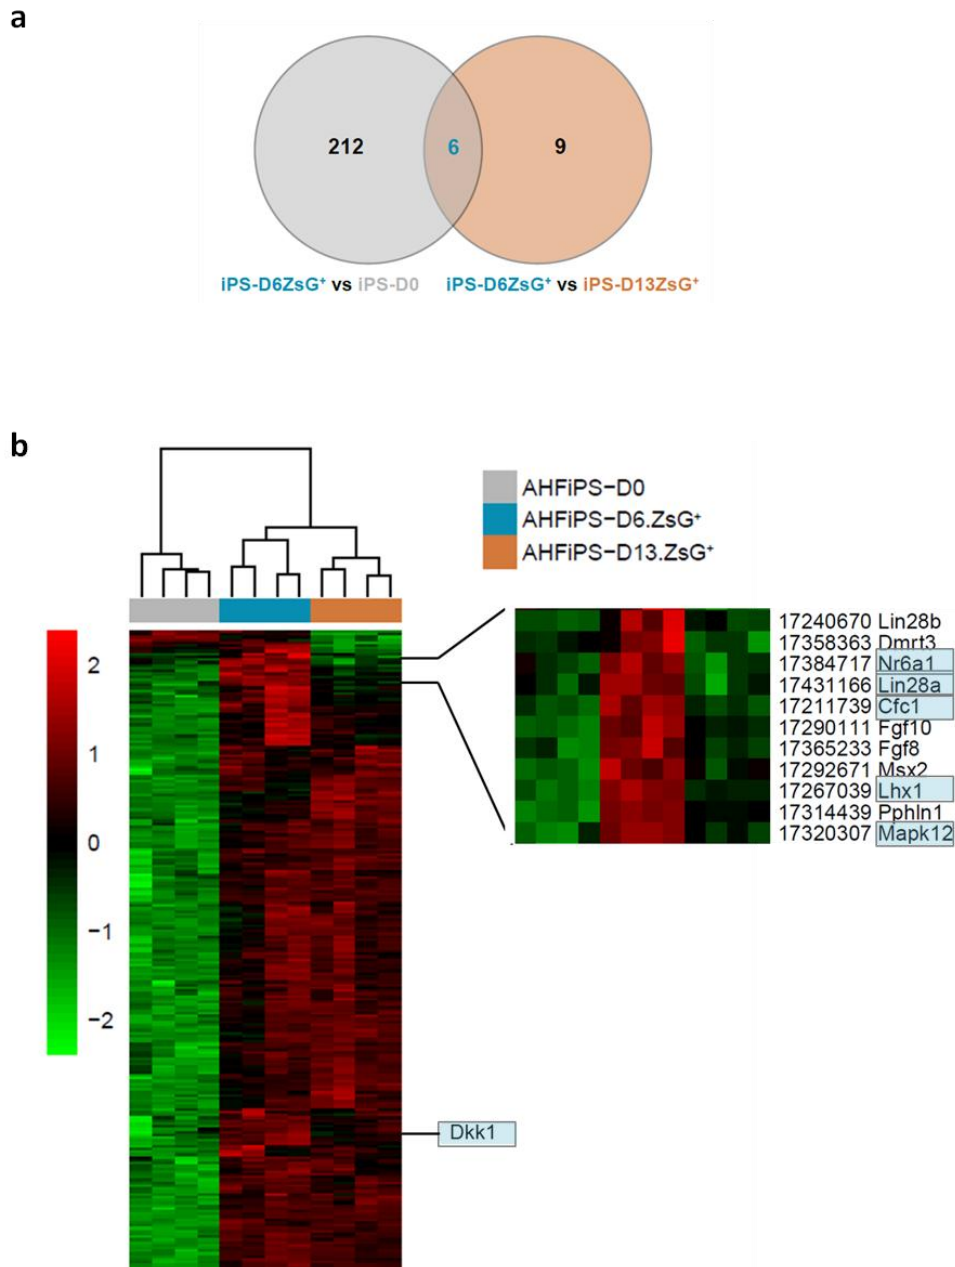 a
212
6
9
iPS-D6ZsG⁺ vs iPS-D0
iPS-D6ZsG⁺ vs iPS-D13ZsG⁺
b
AHFiPS−D0
AHFiPS−D6.ZsG⁺
AHFiPS−D13.ZsG⁺
2
1
0
−1
−2
17240670 Lin28b
17358363 Dmrt3
17384717 Nr6a1
17431166 Lin28a
17211739 Cfc1
17290111 Fgf10
17365233 Fgf8
17292671 Msx2
17267039 Lhx1
17314439 Pphln1
17320307 Mapk12
Dkk1